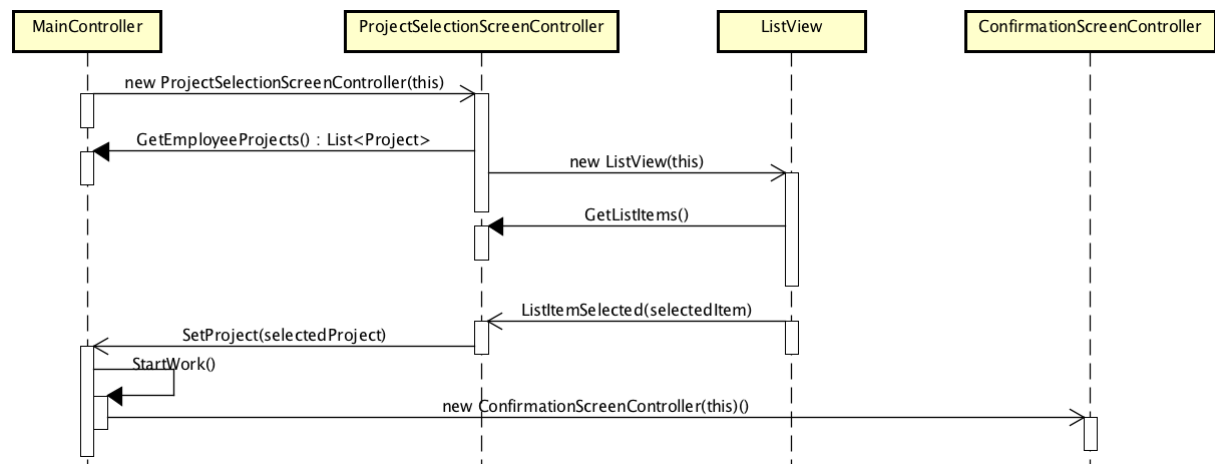 MainController
ProjectSelectionScreenController
ListView
ConfirmationScreenController
new ProjectSelectionScreenController(this)
GetEmployeeProjects() : List<Project>
new ListView(this)
GetListItems()
ListItemSelected(selectedItem)
SetProject(selectedProject)
StartWork()
new ConfirmationScreenController(this)()